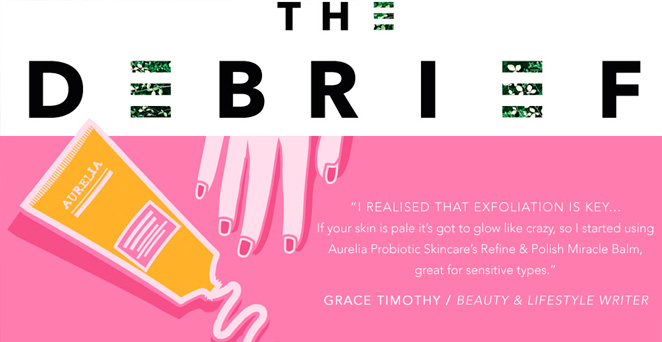 THE
DEBRIEF
AURELIA
“I REALISED THAT EXFOLIATION IS KEY...
If your skin is pale it’s got to glow like crazy, so I started using
Aurelia Probiotic Skincare’s Refine & Polish Miracle Balm,
great for sensitive types.”
GRACE TIMOTHY / BEAUTY & LIFESTYLE WRITER